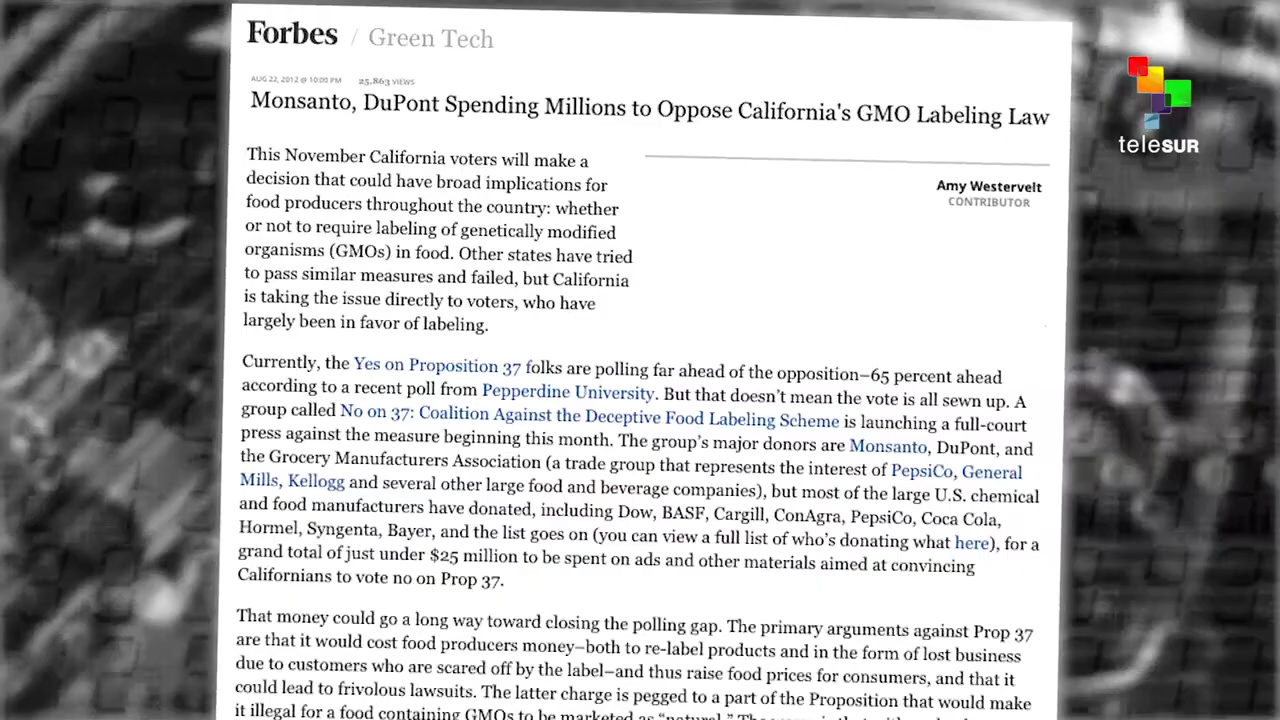 Forbes / Green Tech
AUG 22, 2012 @ 10:00 PM 25,863 VIEWS
Monsanto, DuPont Spending Millions to Oppose California's GMO Labeling Law
This November California voters will make a
decision that could have broad implications for
food producers throughout the country: whether
or not to require labeling of genetically modified
organisms (GMOs) in food. Other states have tried
to pass similar measures and failed, but California
is taking the issue directly to voters, who have
largely been in favor of labeling.
Amy Westervelt
CONTRIBUTOR
teleSUR
Currently, the Yes on Proposition 37 folks are polling far ahead of the opposition–65 percent ahead
according to a recent poll from Pepperdine University. But that doesn't mean the vote is all sewn up. A
group called No on 37: Coalition Against the Deceptive Food Labeling Scheme is launching a full-court
press against the measure beginning this month. The group's major donors are Monsanto, DuPont, and
the Grocery Manufacturers Association (a trade group that represents the interest of PepsiCo, General
Mills, Kellogg and several other large food and beverage companies), but most of the large U.S. chemical
and food manufacturers have donated, including Dow, BASF, Cargill, ConAgra, PepsiCo, Coca Cola,
Hormel, Syngenta, Bayer, and the list goes on (you can view a full list of who's donating what here), for a
grand total of just under $25 million to be spent on ads and other materials aimed at convincing
Californians to vote no on Prop 37.
That money could go a long way toward closing the polling gap. The primary arguments against Prop 37
are that it would cost food producers money–both to re-label products and in the form of lost business
due to customers who are scared off by the label–and thus raise food prices for consumers, and that it
could lead to frivolous lawsuits. The latter charge is pegged to a part of the Proposition that would make
it illegal for a food containing GMOs to be marketed as "natural."